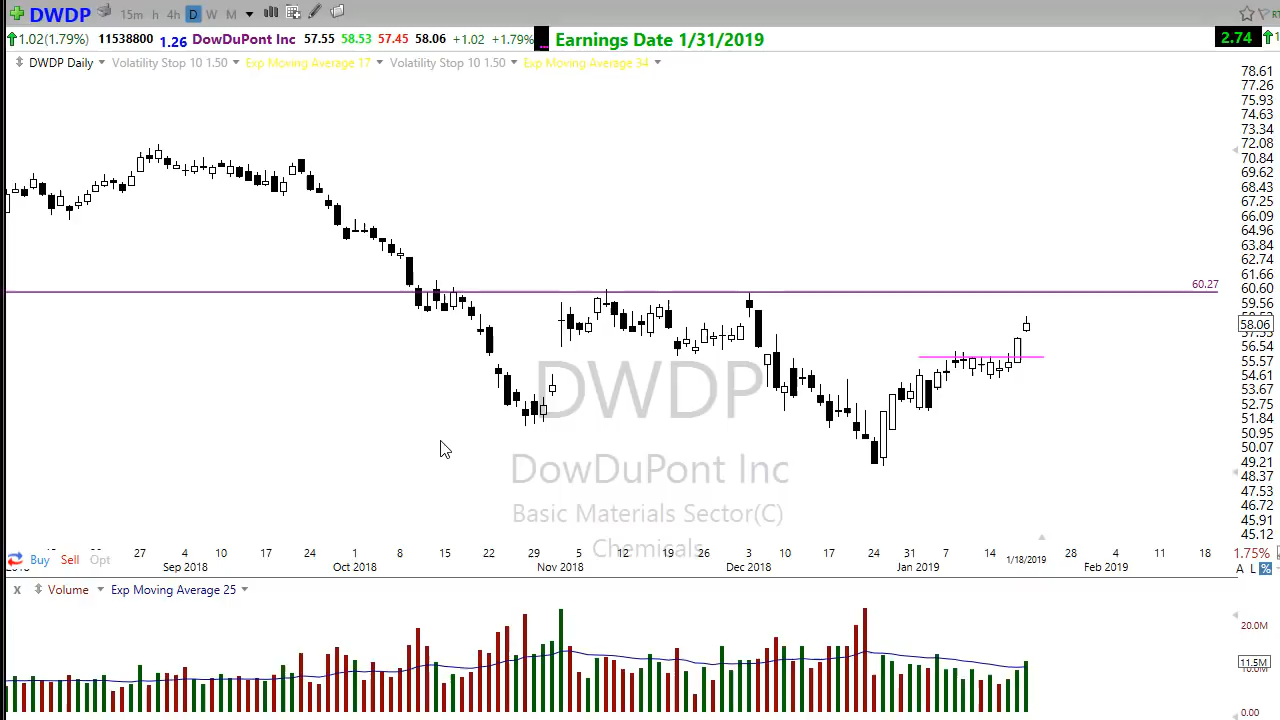 DWDP 15m h 4h D W M
1.02(1.79%) 11538800 1.26 DowDuPont Inc 57.55 58.53 57.45 58.06 +1.02 +1.79% Earnings Date 1/31/2019 2.74
DWDP Daily Volatility Stop 10 1.50 Exp Moving Average 17 Volatility Stop 10 1.50 Exp Moving Average 34
78.61
77.26
75.93
74.63
73.34
72.08
70.84
69.62
68.43
67.25
66.09
64.96
63.84
62.74
61.66
60.27
60.60
59.56
58.06
56.54
55.57
54.61
53.67
52.75
51.84
50.95
50.07
49.21
48.37
47.53
46.72
45.91
45.12
DWDP
DowDuPont Inc
Basic Materials Sector(C)
Chemicals
27 4 10 17 24 1 8 15 22 29 5 12 19 26 3 10 17 24 31 7 14 28 4 11 18
Sep 2018 Oct 2018 Nov 2018 Dec 2018 Jan 2019 1/18/2019 Feb 2019
Buy Sell Opt 1.75%
A L %
X Volume Exp Moving Average 25
20.0M
11.5M
0.00